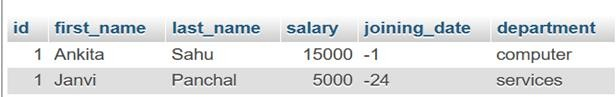 id first_name last_name salary joining_date department
1 Ankita Sahu 15000 -1 computer
1 Janvi Panchal 5000 -24 services